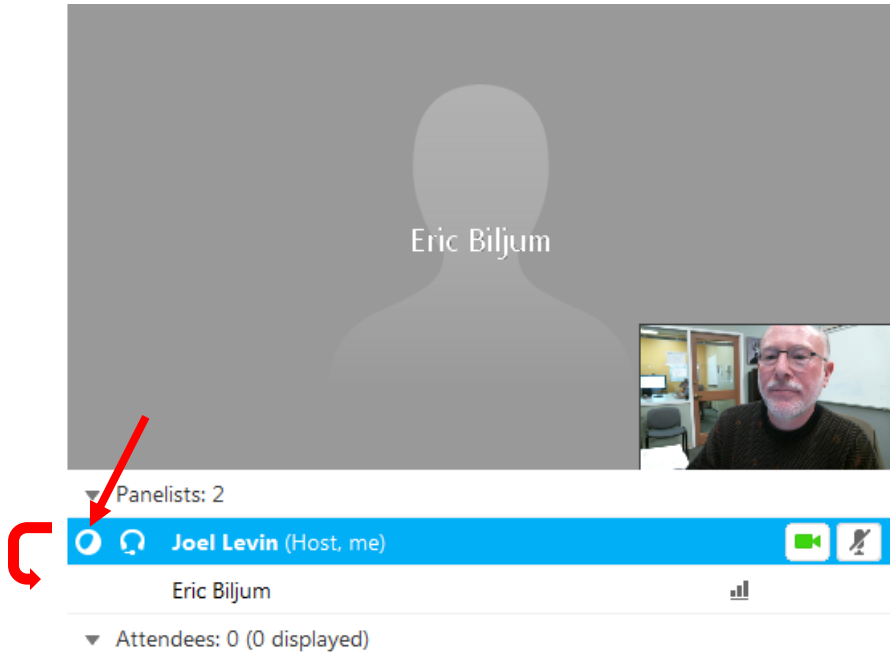 Eric Biljum
Panelists: 2
Joel Levin (Host, me)
Eric Biljum
Attendees: 0 (0 displayed)